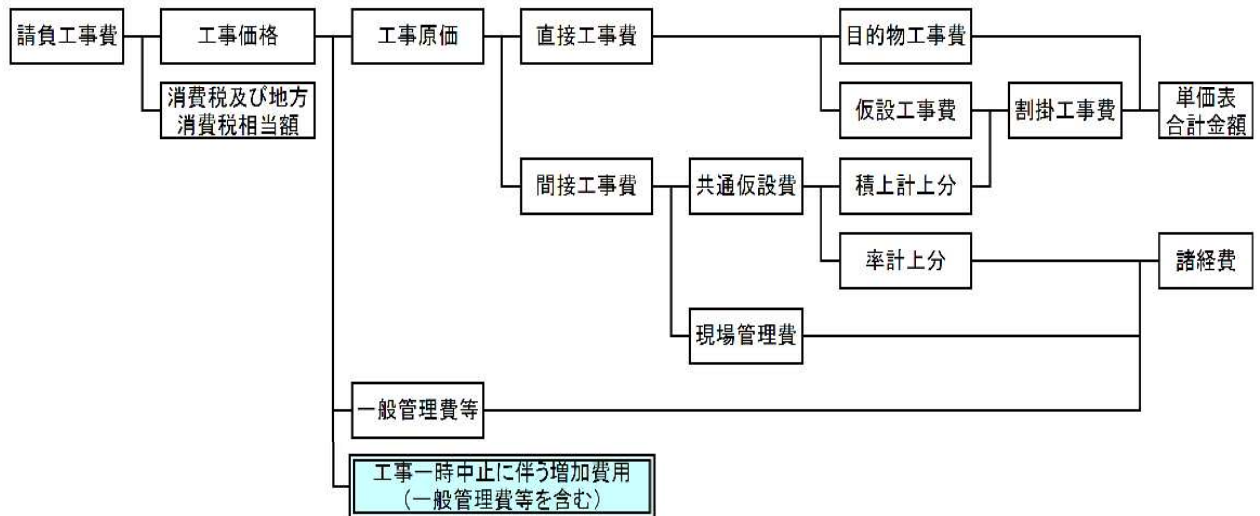 請負工事費
工事価格
工事原価
直接工事費
目的物工事費
消費税及び地方
消費税相当額
仮設工事費
割掛工事費
単価表
合計金額
間接工事費
共通仮設費
積上計上分
率計上分
諸経費
現場管理費
一般管理費等
工事一時中止に伴う増加費用
(一般管理費等を含む)